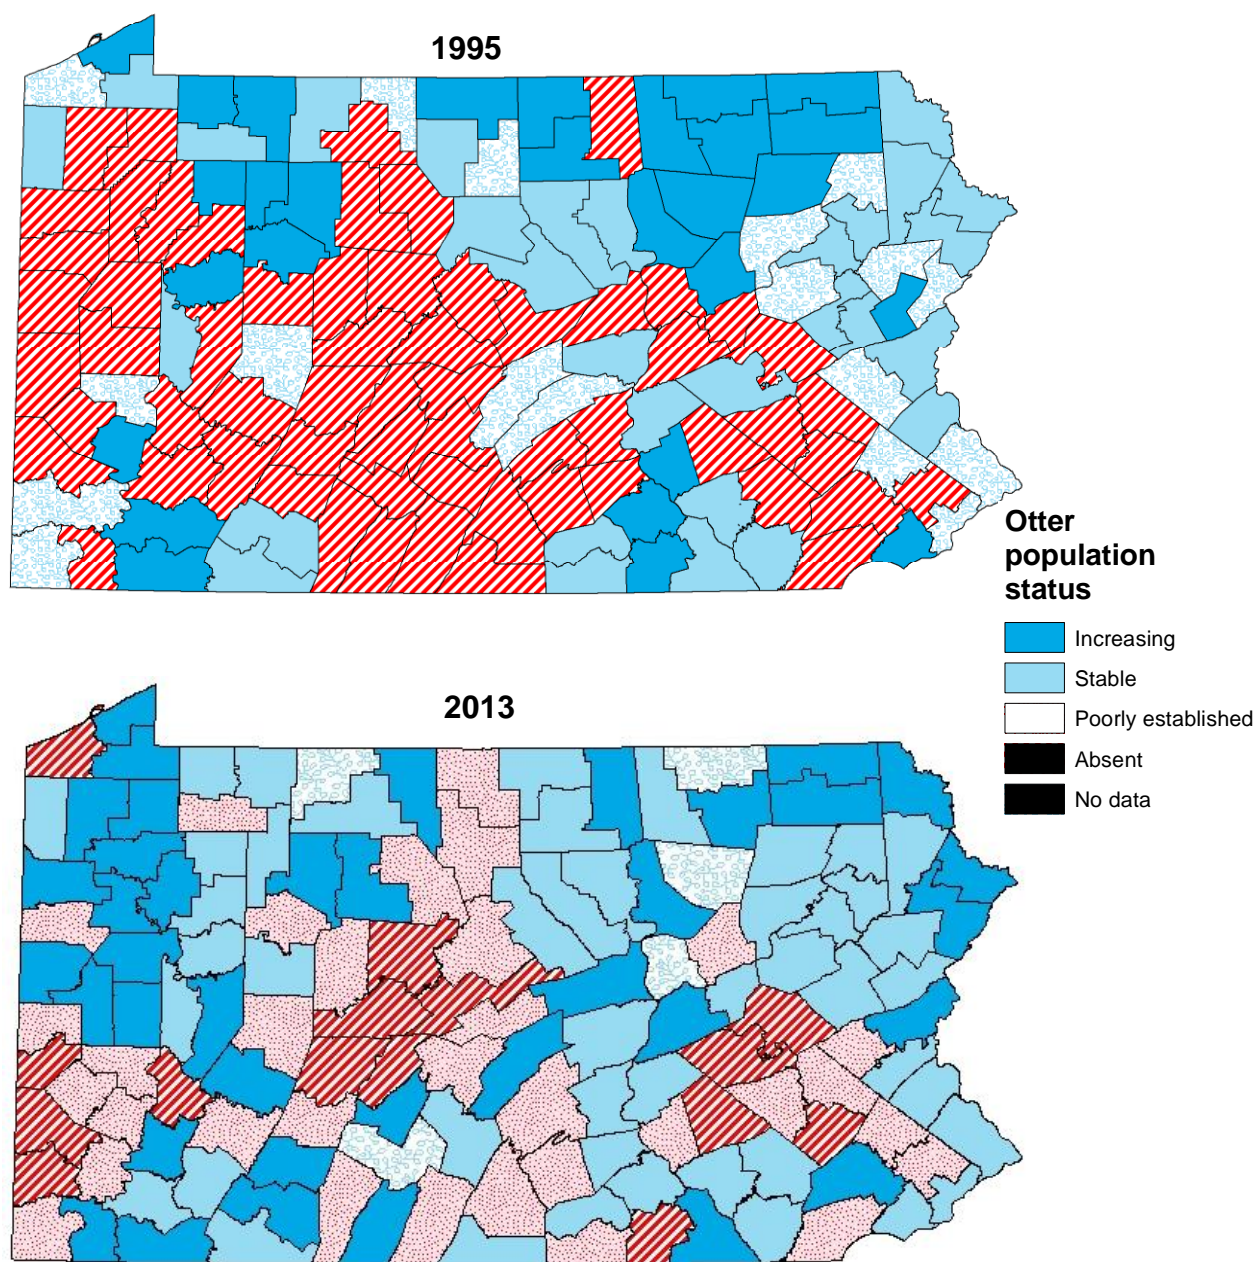 1995
Otter
population
status
Increasing
Stable
Poorly established
Absent
No data
2013